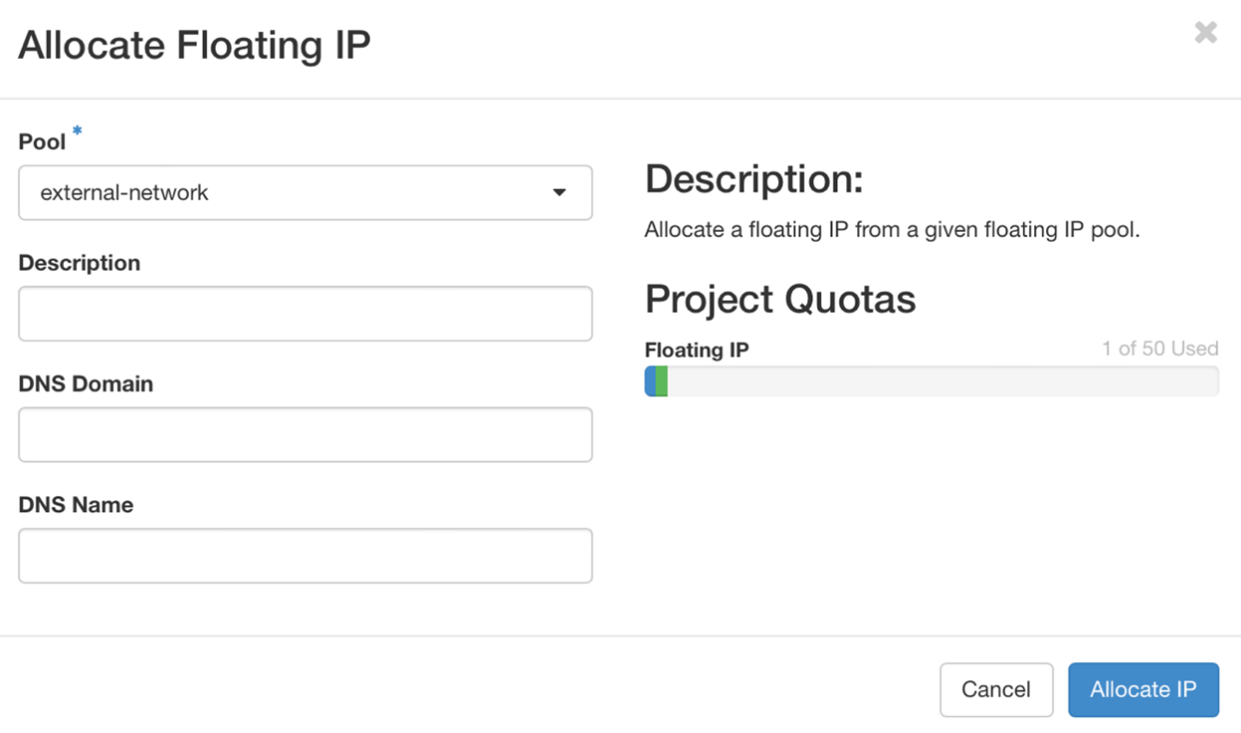 Allocate Floating IP
Pool *
external-network
Description
DNS Domain
DNS Name
Description:
Allocate a floating IP from a given floating IP pool.
Project Quotas
Floating IP 1 of 50 Used
Cancel Allocate IP